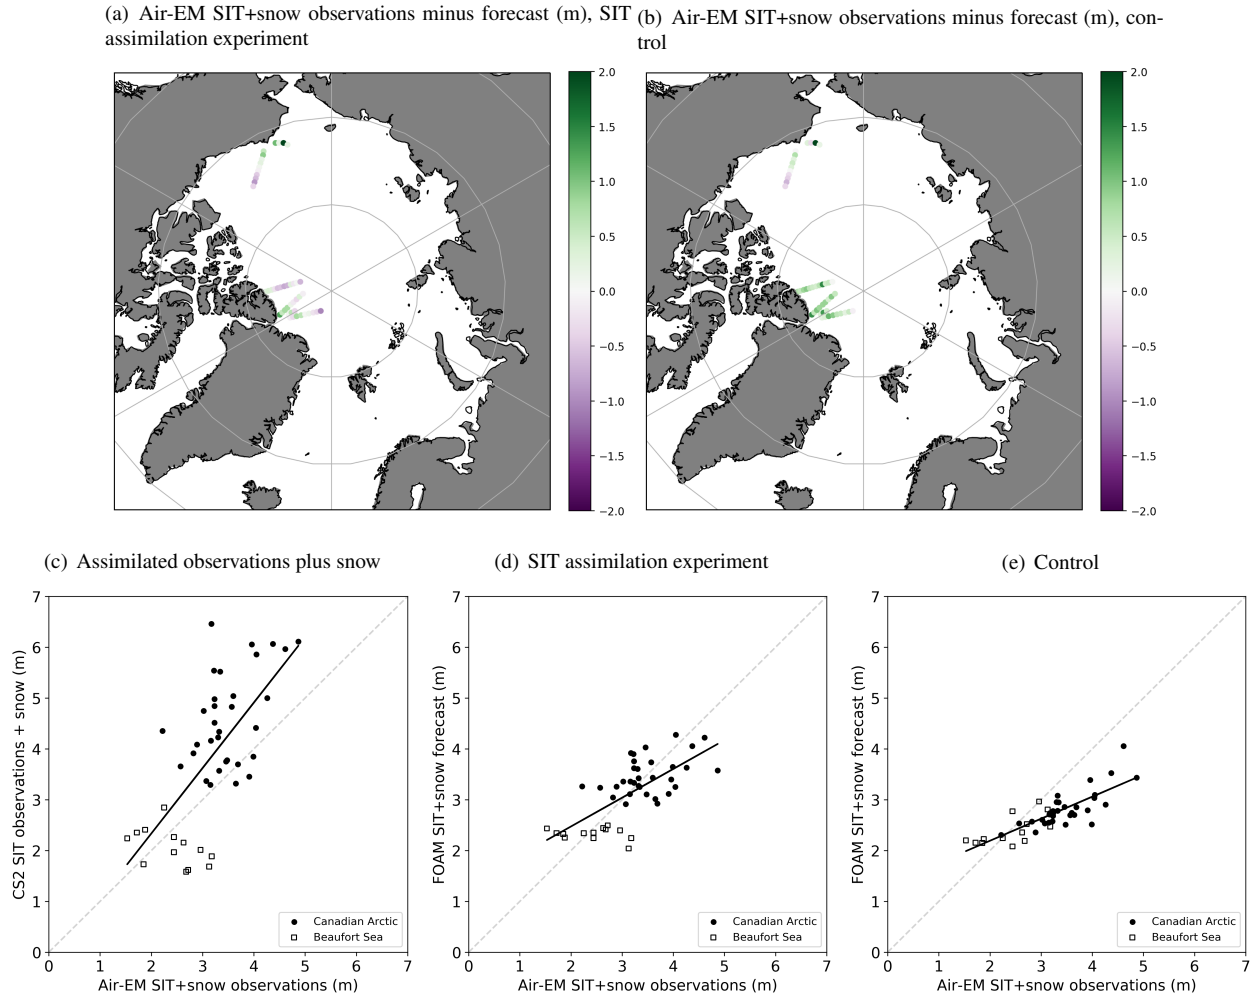 (a) Air-EM SIT+snow observations minus forecast (m), SIT
assimilation experiment
(b) Air-EM SIT+snow observations minus forecast (m), con-
trol
2.0
1.5
1.0
0.5
0.0
−0.5
−1.0
−1.5
−2.0
2.0
1.5
1.0
0.5
0.0
−0.5
−1.0
−1.5
−2.0
(c) Assimilated observations plus snow
7
6
5
4
3
2
1
0
CS2 SIT observations + snow (m)
Canadian Arctic
Beaufort Sea
0 1 2 3 4 5 6 7
Air-EM SIT+snow observations (m)
(d) SIT assimilation experiment
7
6
5
4
3
2
1
0
FOAM SIT+snow forecast (m)
Canadian Arctic
Beaufort Sea
0 1 2 3 4 5 6 7
Air-EM SIT+snow observations (m)
(e) Control
7
6
5
4
3
2
1
0
FOAM SIT+snow forecast (m)
Canadian Arctic
Beaufort Sea
0 1 2 3 4 5 6 7
Air-EM SIT+snow observations (m)